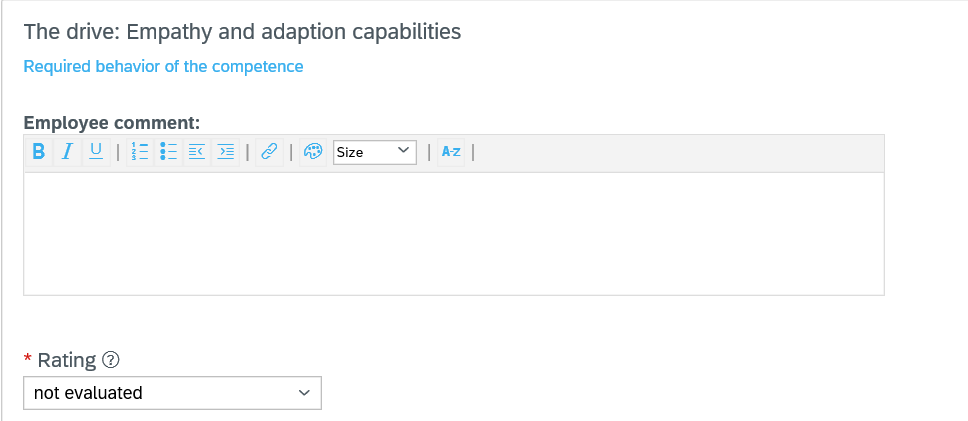 The drive: Empathy and adaption capabilities
Required behavior of the competence
Employee comment:
B I U | | | Size | A-Z |
* Rating ?
not evaluated